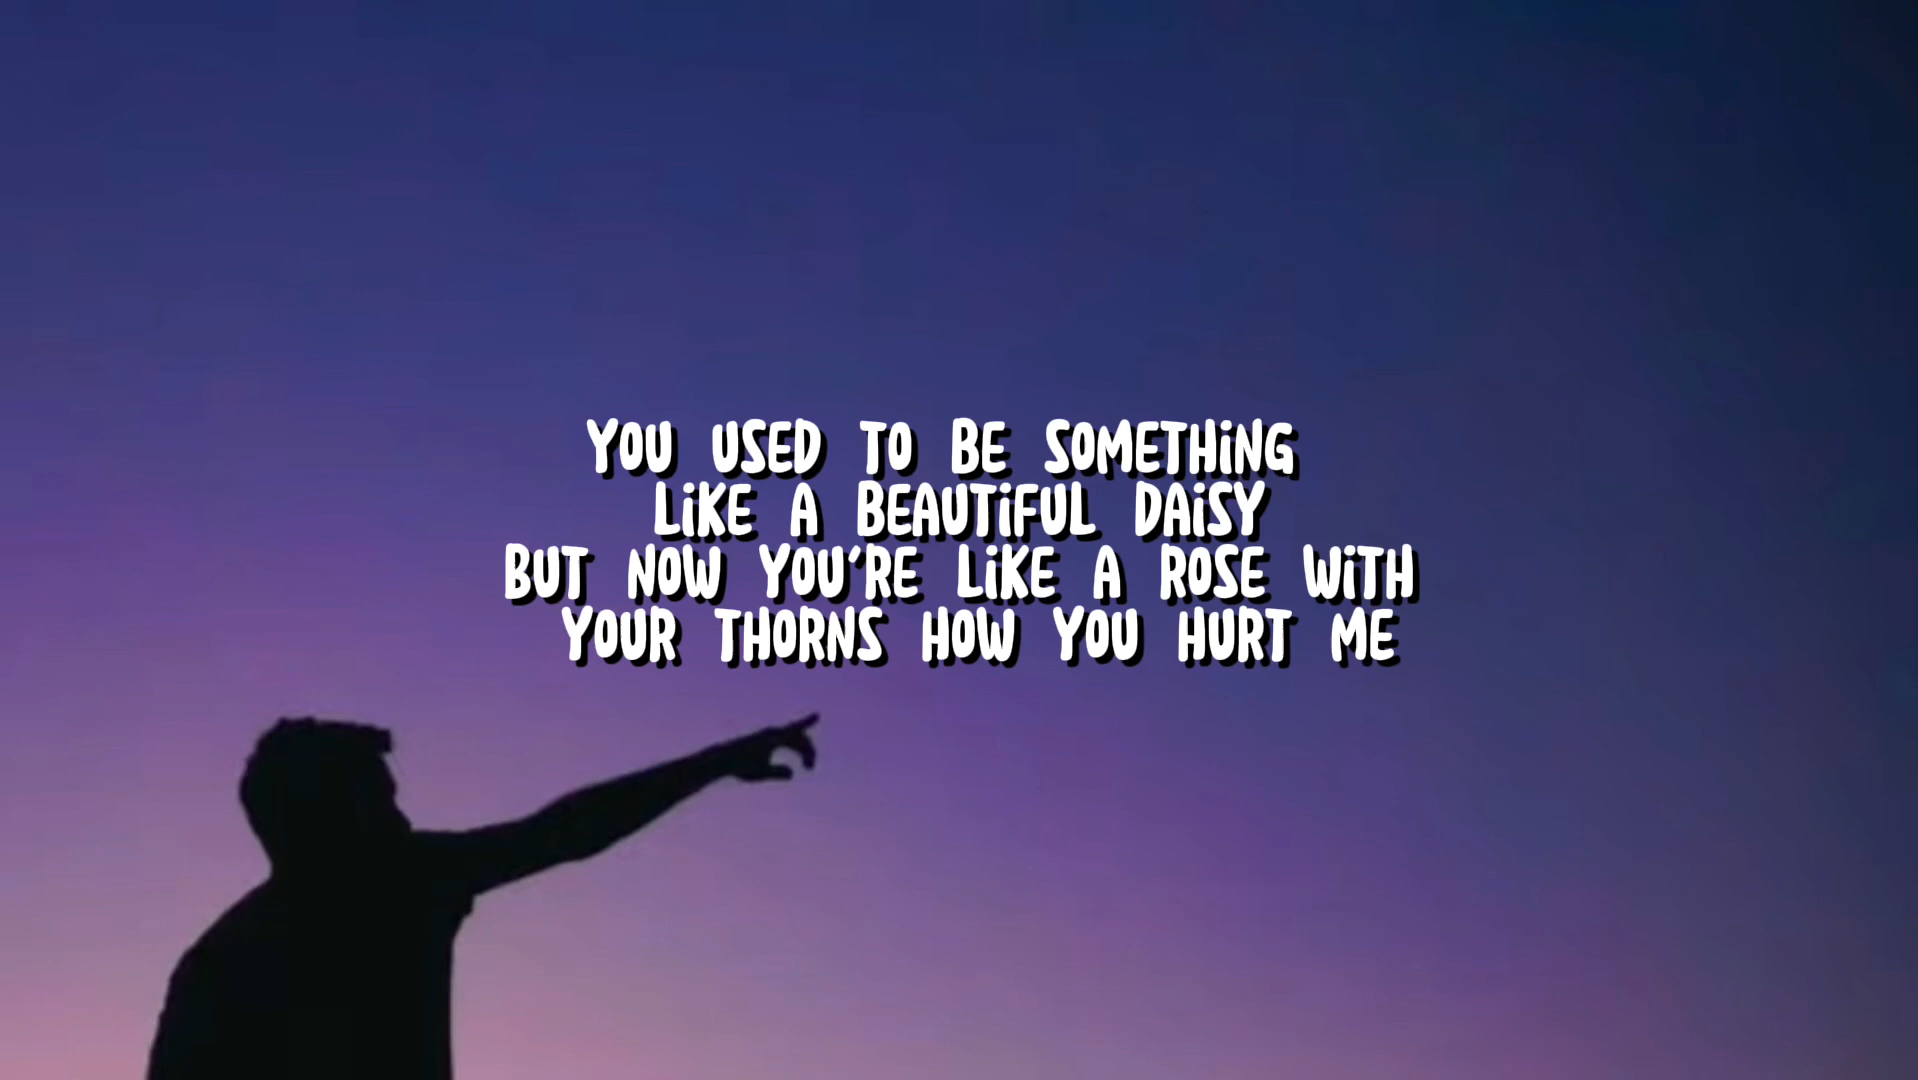 YOU USED TO BE SOMETHiNG
LiKE A BEAUTiFUL DAiSY
BUT NOW YOU'RE LiKE A ROSE WiTH
YOUR THORNS HOW YOU HURT ME